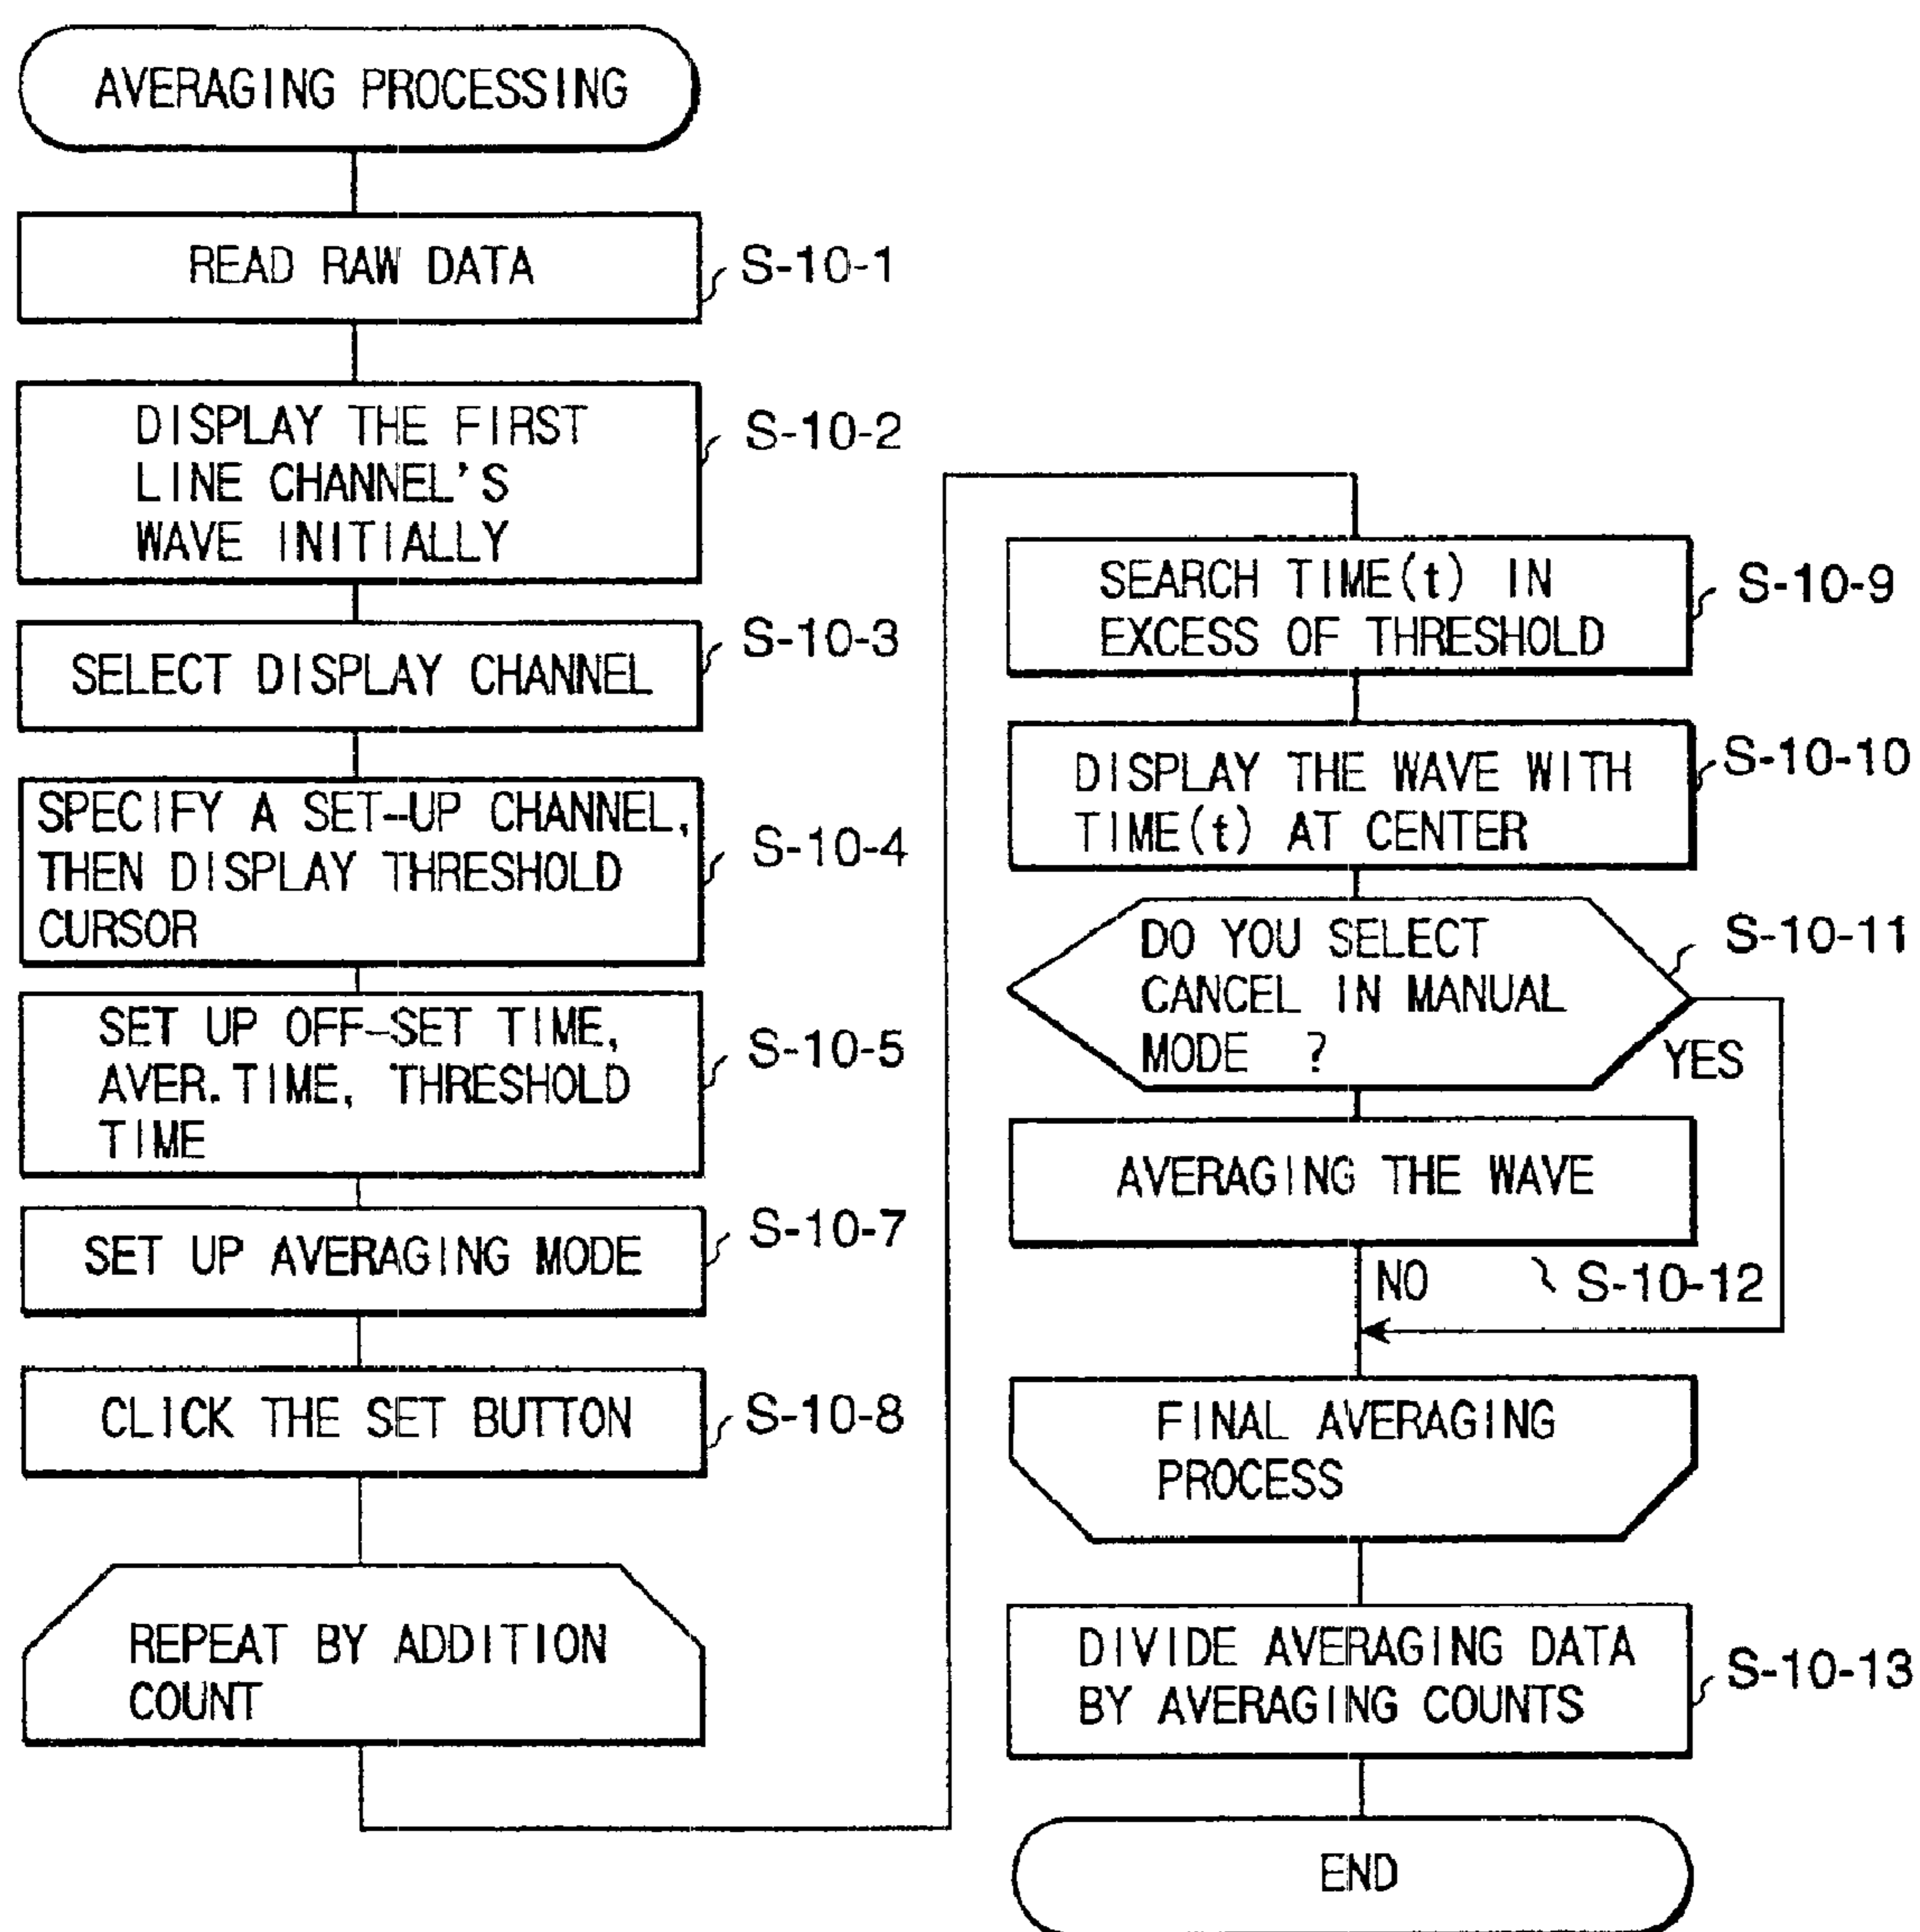 AVERAGING PROCESSING
READ RAW DATA
S-10-1
DISPLAY THE FIRST
LINE CHANNEL'S
WAVE INITIALLY
S-10-2
SELECT DISPLAY CHANNEL
S-10-3
SPECIFY A SET-UP CHANNEL,
THEN DISPLAY THRESHOLD
CURSOR
S-10-4
SET UP OFF-SET TIME,
AVER.TIME, THRESHOLD
TIME
S-10-5
SET UP AVERAGING MODE
S-10-7
CLICK THE SET BUTTON
S-10-8
REPEAT BY ADDITION
COUNT
SEARCH TIME(t) IN
EXCESS OF THRESHOLD
S-10-9
DISPLAY THE WAVE WITH
TIME(t) AT CENTER
S-10-10
DO YOU SELECT
CANCEL IN MANUAL
MODE ?
S-10-11
YES
AVERAGING THE WAVE
NO
S-10-12
FINAL AVERAGING
PROCESS
DIVIDE AVERAGING DATA
BY AVERAGING COUNTS
S-10-13
END